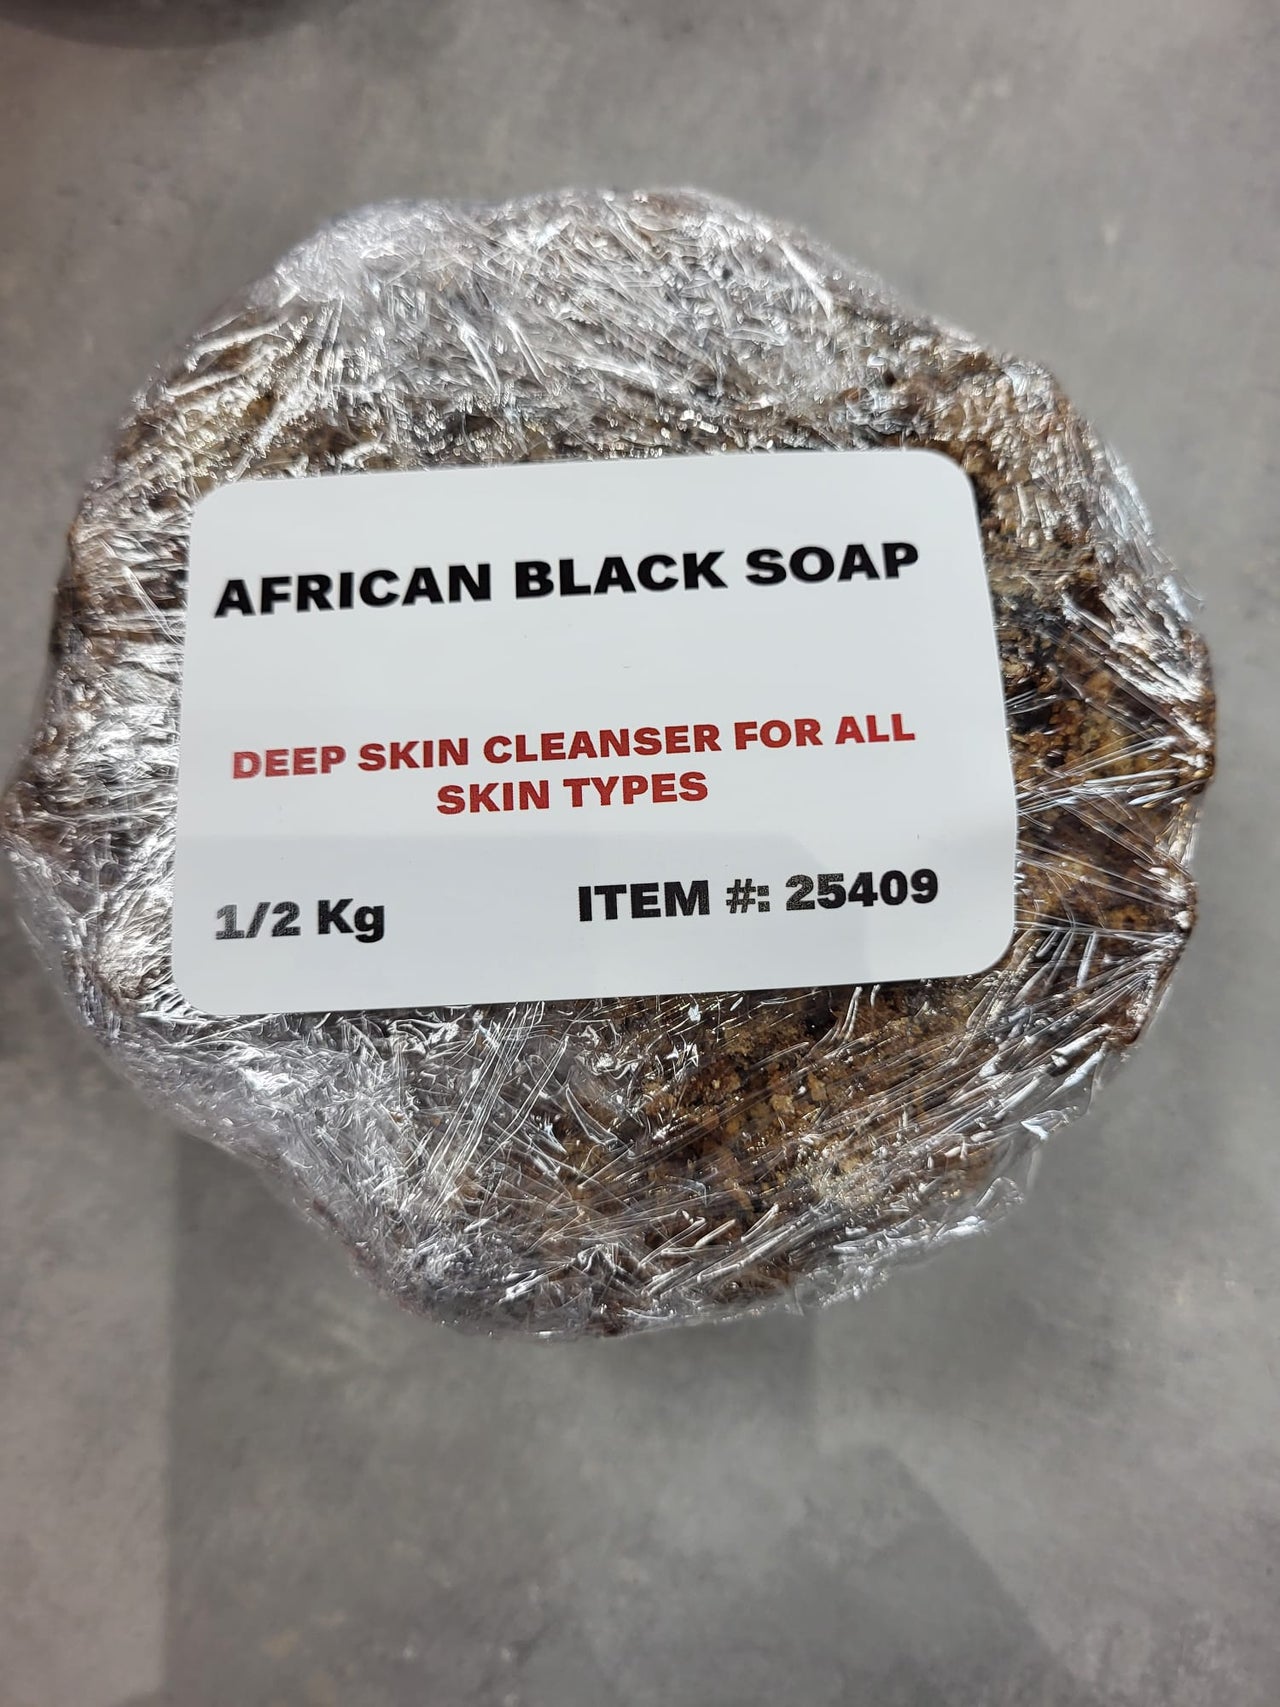 AFRICAN BLACK SOAP
DEEP SKIN CLEANSER FOR ALL
SKIN TYPES
1/2 Kg
ITEM #: 25409